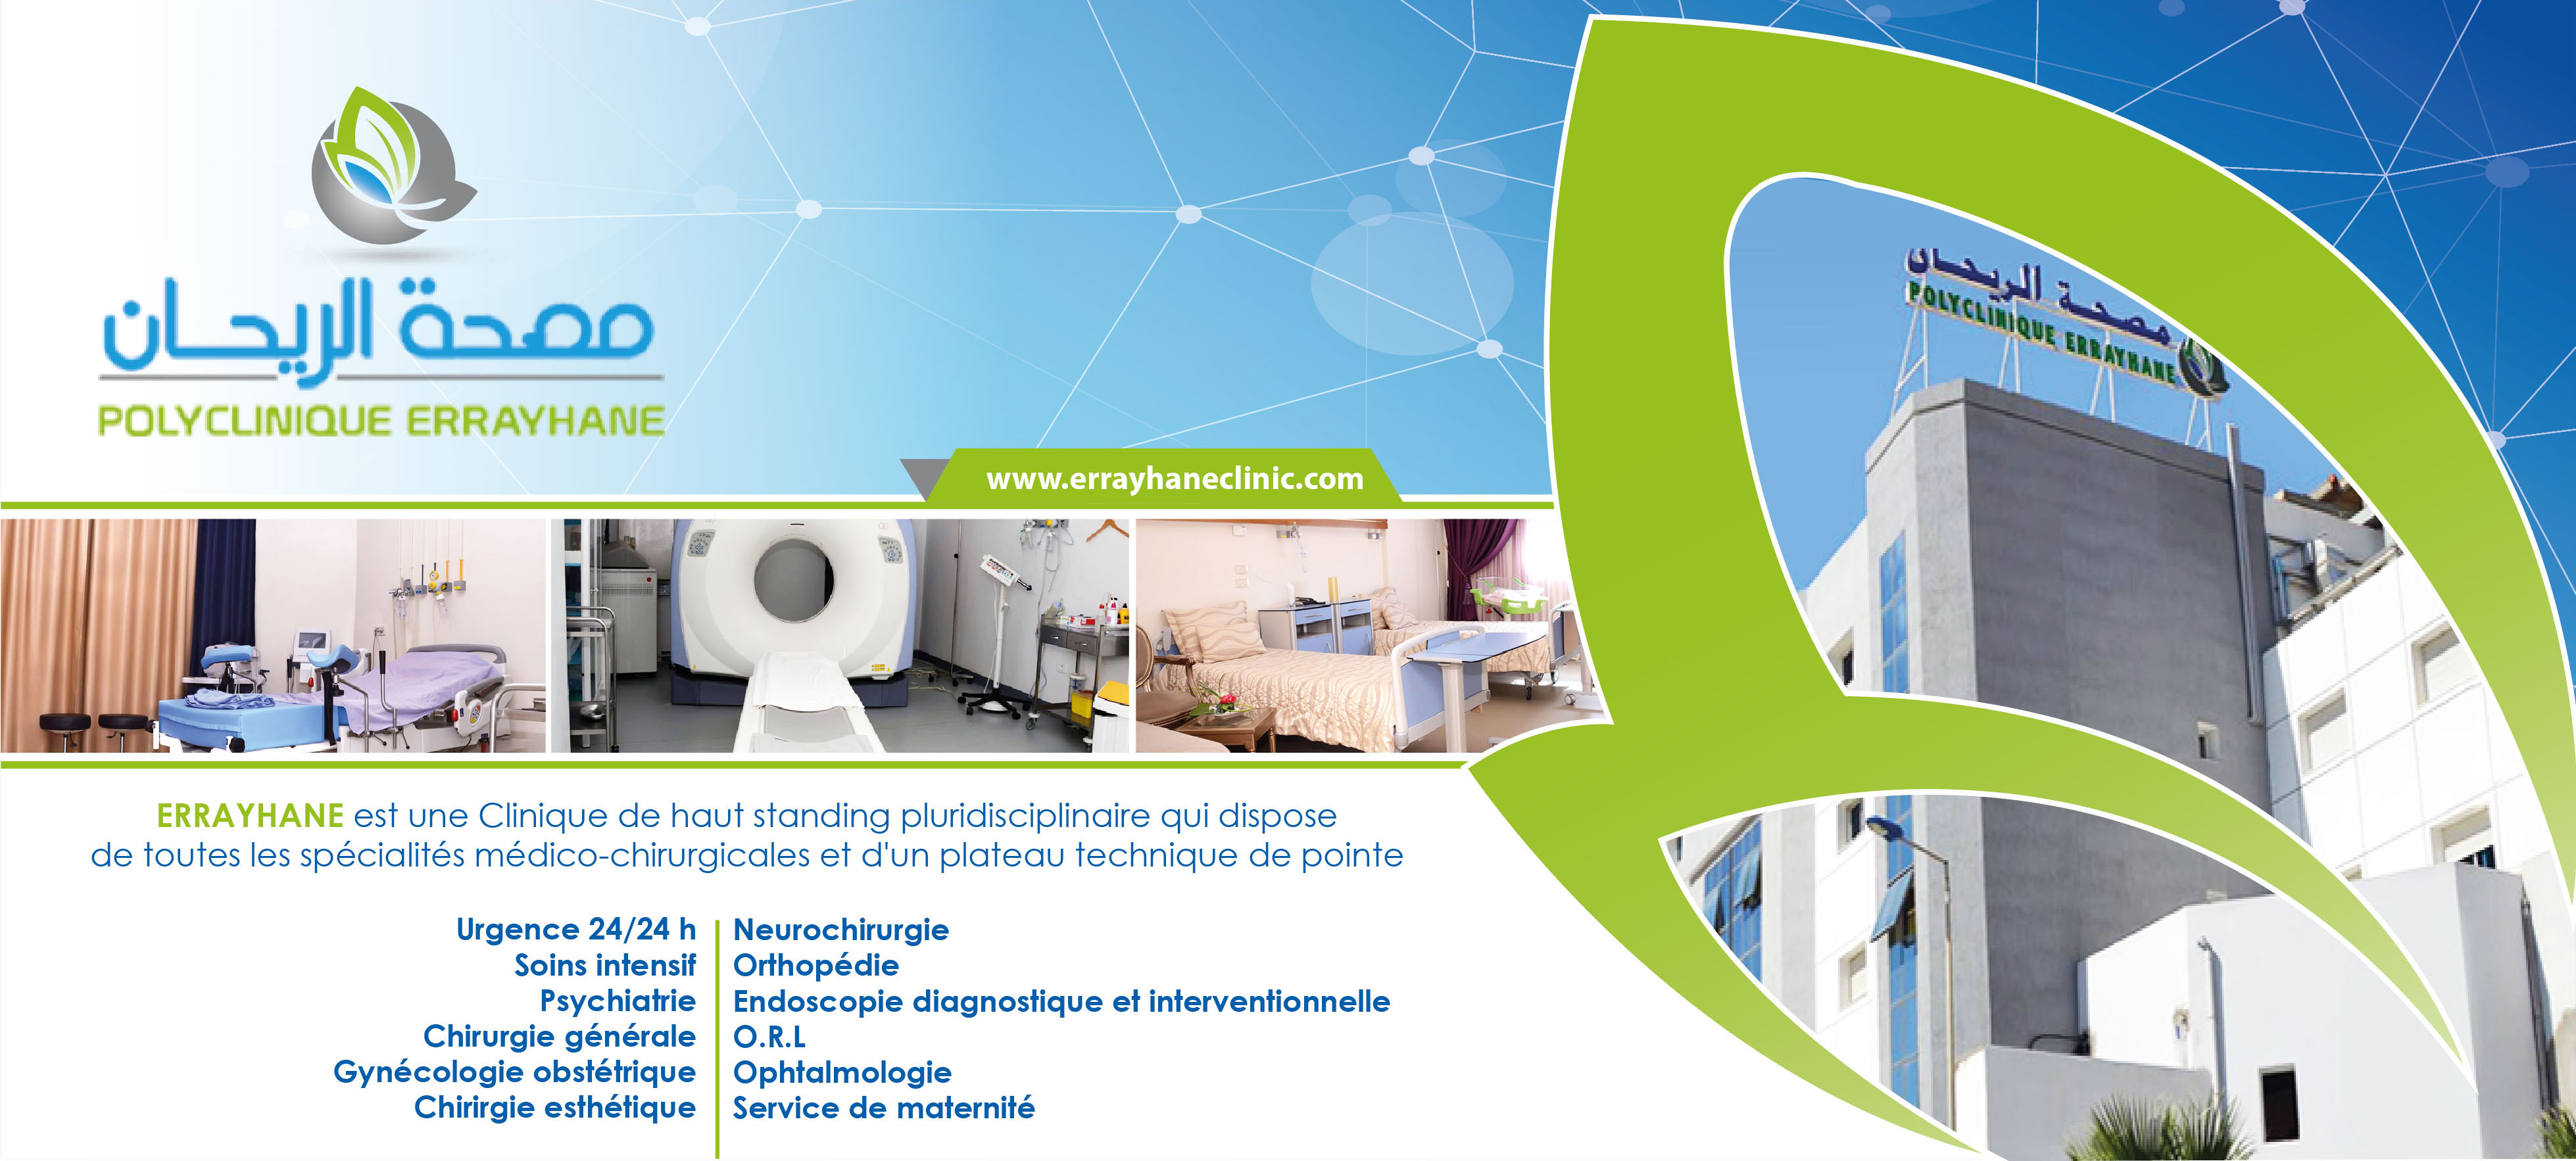 مصحة الريحان
POLYCLINIQUE ERRAYHANE
مصحة الريحان
POLYCLINIQUE ERRAYHANE
www.errayhaneclinic.com
ERRAYHANE est une Clinique de haut standing pluridisciplinaire qui dispose
de toutes les spécialités médico-chirurgicales et d'un plateau technique de pointe
Urgence 24/24 h
Soins intensif
Psychiatrie
Chirurgie générale
Gynécologie obstétrique
Chirirgie esthétique
Neurochirurgie
Orthopédie
Endoscopie diagnostique et interventionnelle
O.R.L
Ophtalmologie
Service de maternité